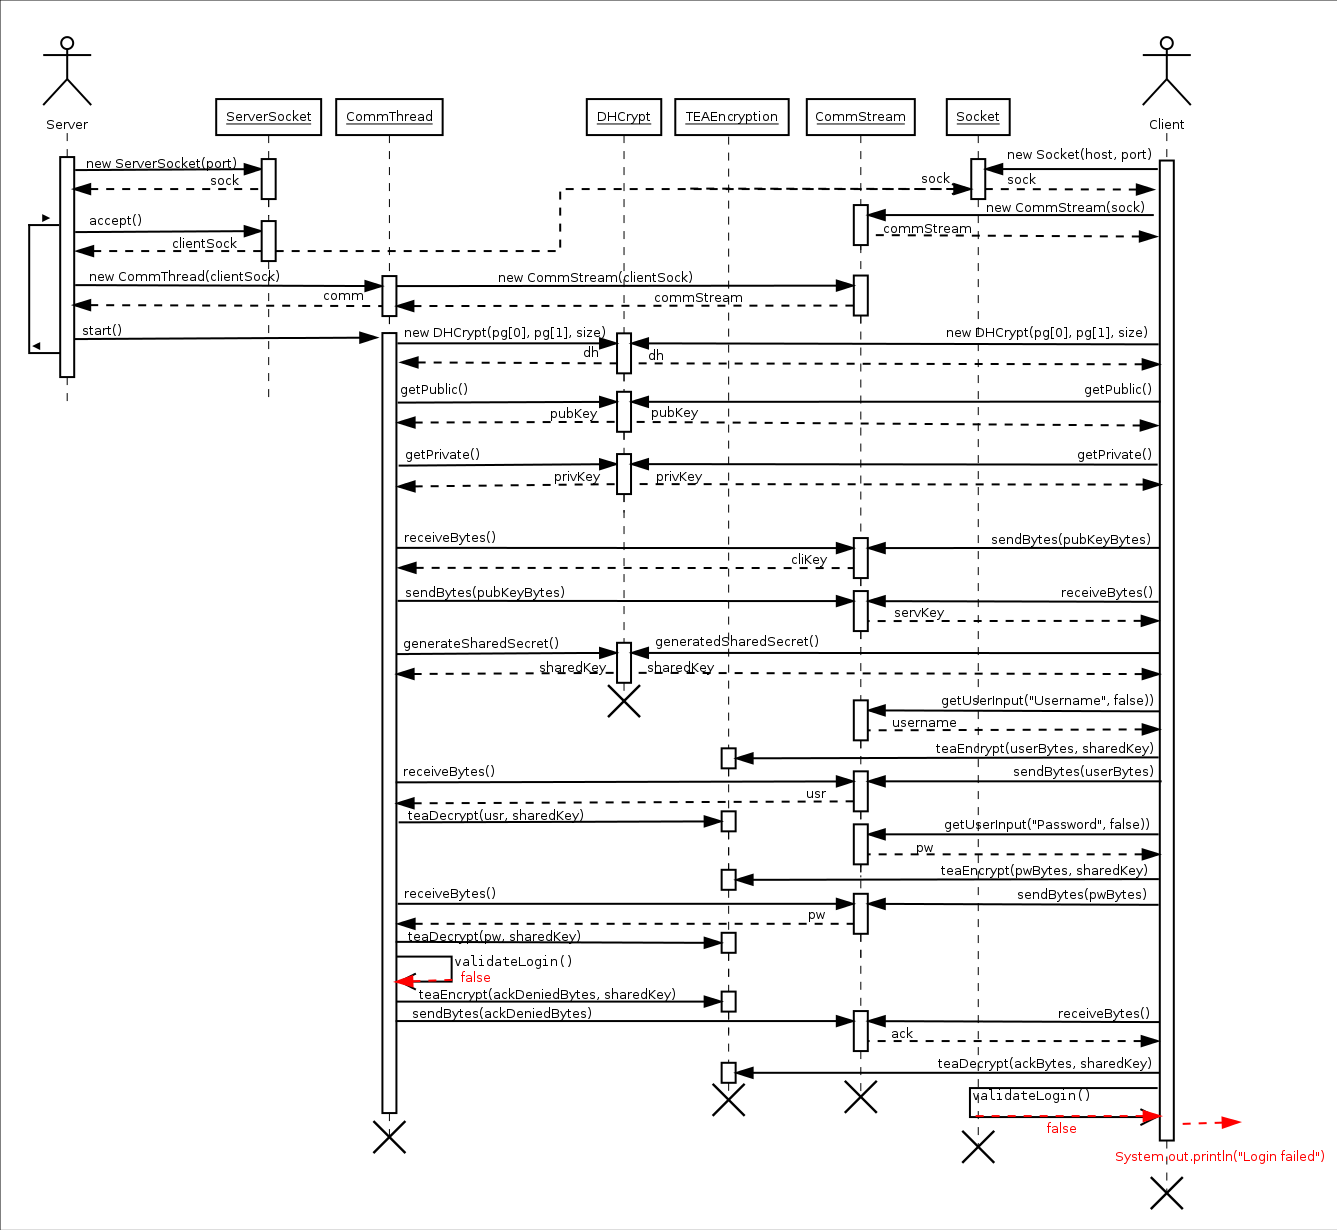 Server
ServerSocket
CommThread
DHCrypt
TEAEncryption
CommStream
Socket
Client
new ServerSocket(port)
new Socket(host, port)
sock
sock
sock
new CommStream(sock)
accept()
commStream
clientSock
new CommThread(clientSock)
new CommStream(clientSock)
comm
commStream
start()
new DHCrypt(pg[0], pg[1], size)
new DHCrypt(pg[0], pg[1], size)
dh
dh
getPublic()
getPublic()
pubKey
pubKey
getPrivate()
getPrivate()
privKey
privKey
receiveBytes()
sendBytes(pubKeyBytes)
cliKey
sendBytes(pubKeyBytes)
receiveBytes()
servKey
generateSharedSecret()
generatedSharedSecret()
sharedKey
sharedKey
getUserInput("Username", false))
username
teaEncrypt(userBytes, sharedKey)
receiveBytes()
sendBytes(userBytes)
usr
teaDecrypt(usr, sharedKey)
getUserInput("Password", false))
pw
teaEncrypt(pwBytes, sharedKey)
receiveBytes()
sendBytes(pwBytes)
pw
teaDecrypt(pw, sharedKey)
validateLogin()
false
teaEncrypt(ackDeniedBytes, sharedKey)
sendBytes(ackDeniedBytes)
receiveBytes()
ack
teaDecrypt(ackBytes, sharedKey)
validateLogin()
false
System.out.println("Login failed")